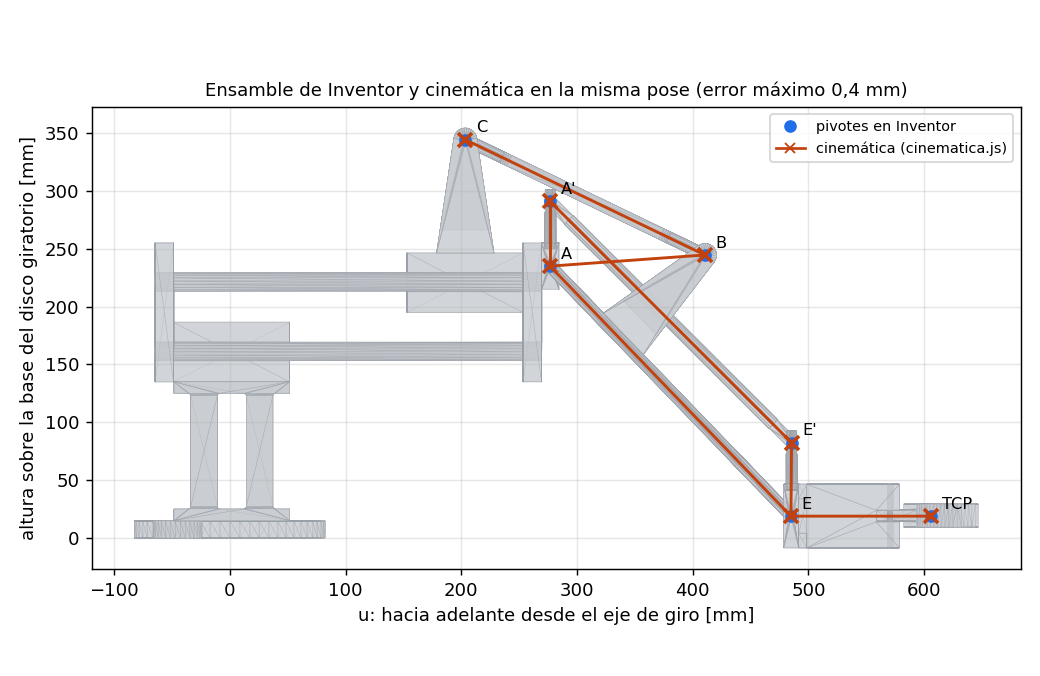 Ensamble de Inventor y cinemática en la misma pose (error máximo 0,4 mm)
pivotes en Inventor
cinemática (cinematica.js)
C
A'
A
B
E'
E
TCP
altura sobre la base del disco giratorio [mm]
350
300
250
200
150
100
50
0
−100
0
100
200
300
400
500
600
u: hacia adelante desde el eje de giro [mm]